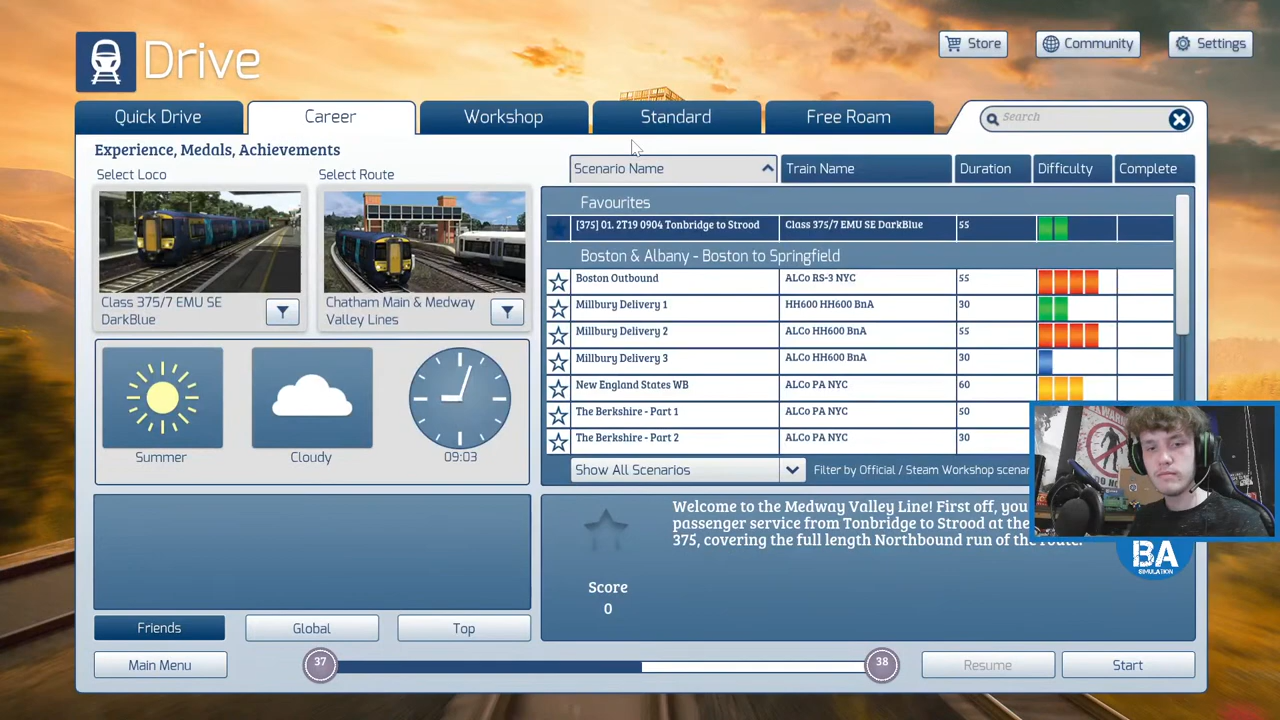 Drive
Store
Community
Settings
Quick Drive
Career
Workshop
Standard
Free Roam
Search
Experience, Medals, Achievements
Select Loco
Select Route
Class 375/7 EMU SE
DarkBlue
Chatham Main & Medway
Valley Lines
Summer
Cloudy
09:03
Scenario Name Train Name Duration Difficulty Complete
Favourites
[375] 01. 2T19 0904 Tonbridge to Strood Class 375/7 EMU SE DarkBlue 55
Boston & Albany - Boston to Springfield
Boston Outbound ALCo RS-3 NYC 55
Millbury Delivery 1 HH600 HH600 BnA 30
Millbury Delivery 2 ALCo HH600 BnA 55
Millbury Delivery 3 ALCo HH600 BnA 30
New England States WB ALCo PA NYC 60
The Berkshire - Part 1 ALCo PA NYC 50
The Berkshire - Part 2 ALCo PA NYC 30
Show All Scenarios Filter by Official / Steam Workshop
Welcome to the Medway Valley Line! First off,
passenger service from Tonbridge to Strood at the
375, covering the full length Northbound run of the route.
Score
0
BA
SIMULATION
Friends
Global
Top
Main Menu
37
38
Resume
Start